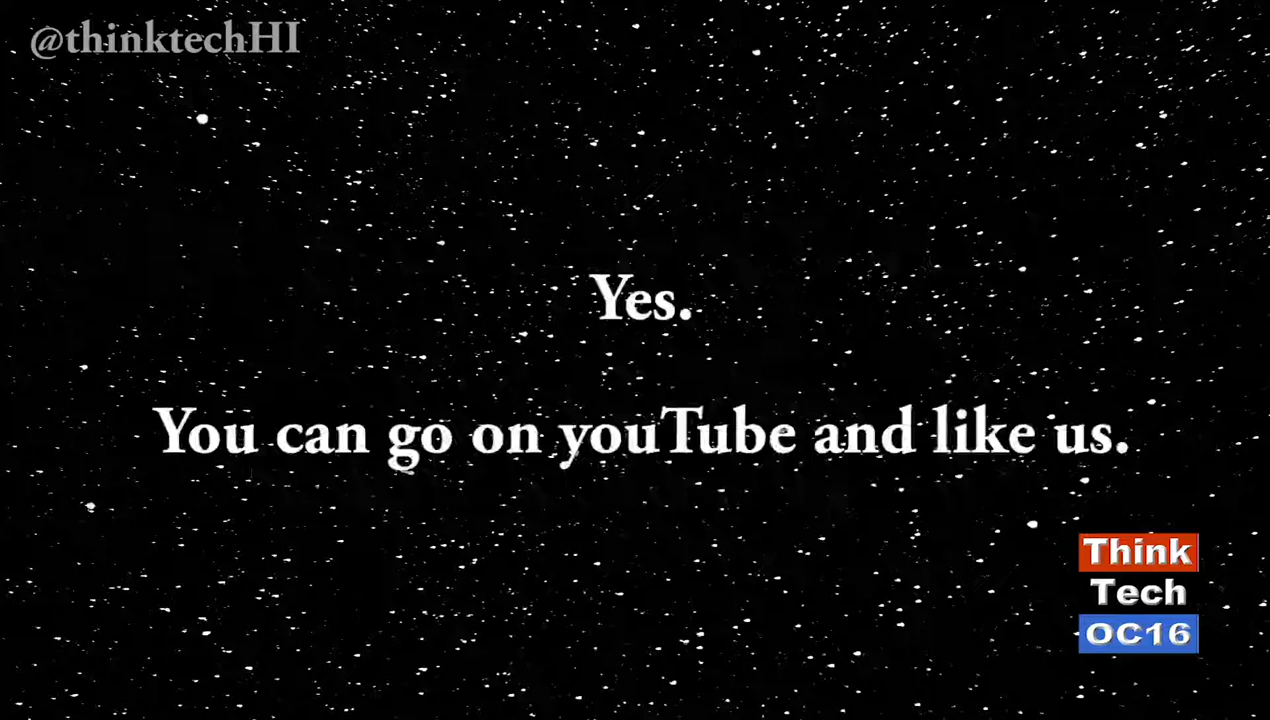 @thinktechHI
Yes.
You can go on youTube and like us.
Think
Tech
OC16